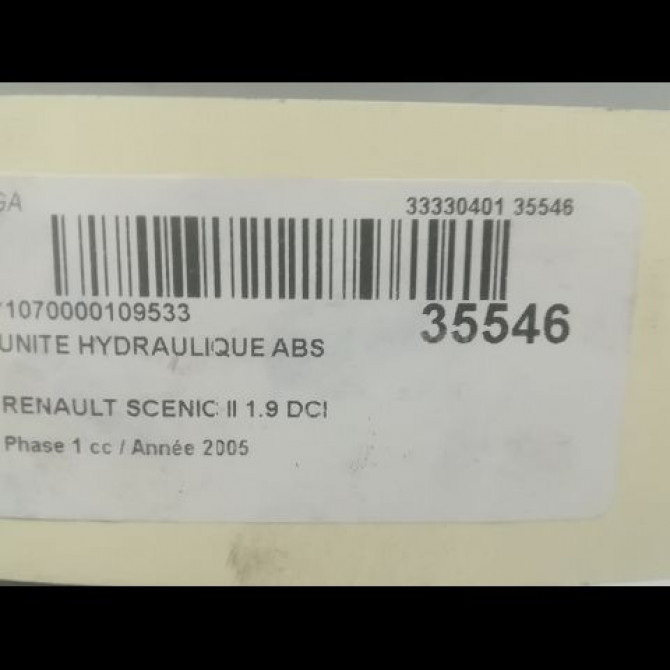 GA
33330401 35546
1070000109533
35546
UNITE HYDRAULIQUE ABS
RENAULT SCENIC II 1.9 DCI
Phase 1 cc / Année 2005